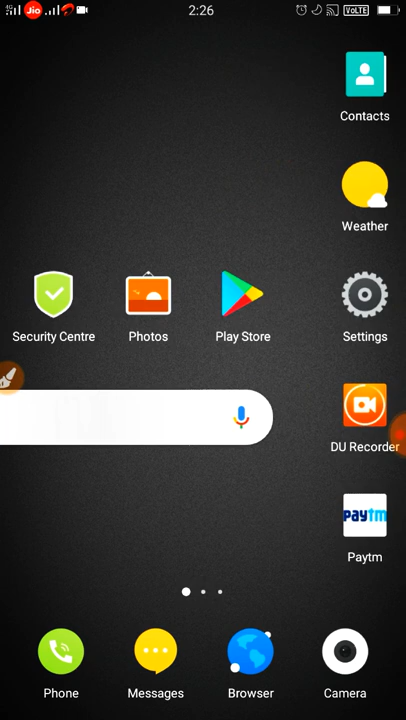 4G Jio 2:26 VoLTE
Contacts
Weather
Security Centre Photos Play Store Settings
DU Recorder
paytm
Paytm
Phone Messages Browser Camera